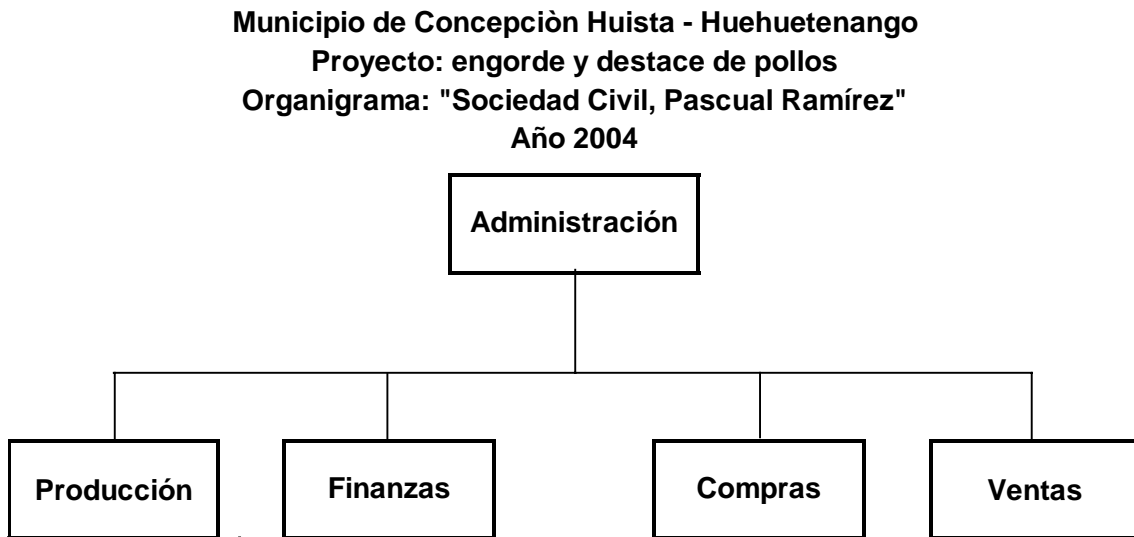 Municipio de Concepciòn Huista - Huehuetenango
Proyecto: engorde y destace de pollos
Organigrama: "Sociedad Civil, Pascual Ramírez"
Año 2004
Administración
Producción Finanzas Compras Ventas